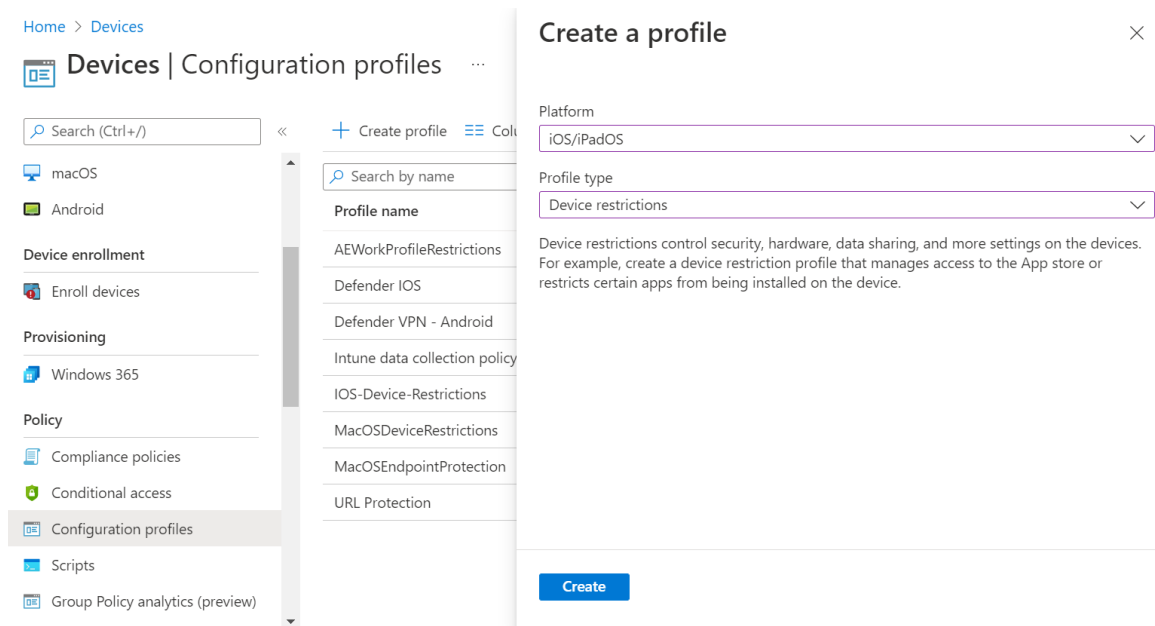 Home > Devices
Devices | Configuration profiles ...
Search (Ctrl+/)
«
macOS
Android
Device enrollment
Enroll devices
Provisioning
Windows 365
Policy
Compliance policies
Conditional access
Configuration profiles
Scripts
Group Policy analytics (preview)
+ Create profile
Colu
Search by name
Profile name
AEWorkProfileRestrictions
Defender IOS
Defender VPN - Android
Intune data collection policy
IOS-Device-Restrictions
MacOSDeviceRestrictions
MacOSEndpointProtection
URL Protection
Create a profile
Platform
iOS/iPadOS
Profile type
Device restrictions
Device restrictions control security, hardware, data sharing, and more settings on the devices.
For example, create a device restriction profile that manages access to the App store or
restricts certain apps from being installed on the device.
Create